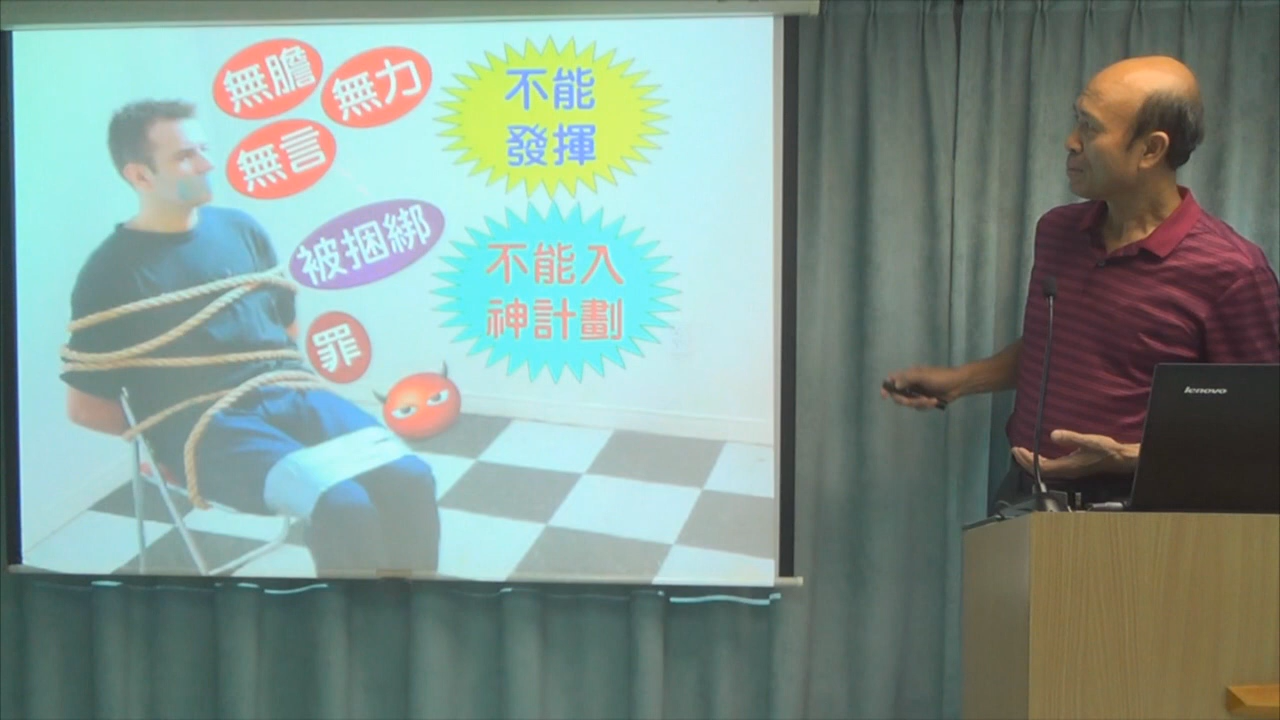 無膽
無力
無言
被捆綁
罪
不能
發揮
不能入
神計劃
lenovo